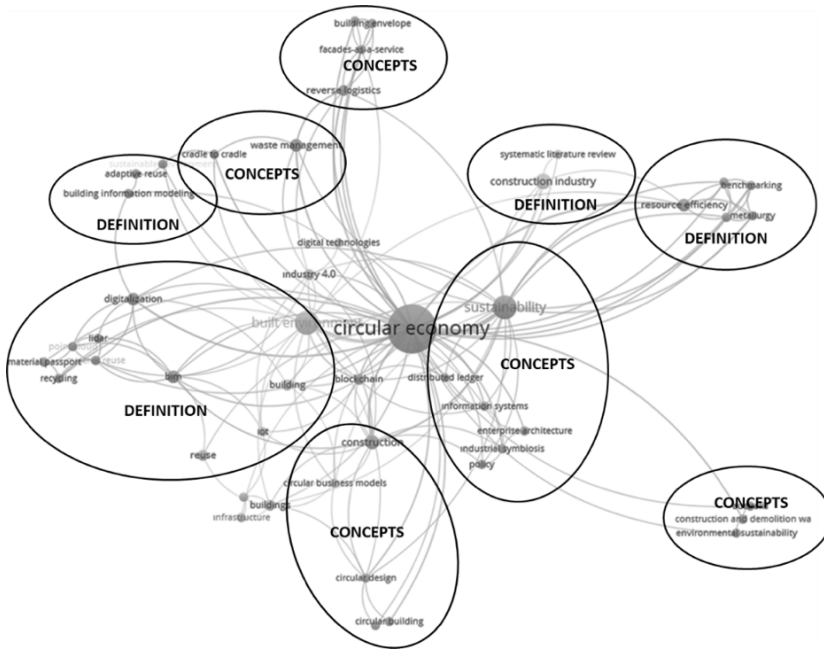 building envelope
facades-as-a-service
CONCEPTS
reverse logistics
waste management
cradle to cradle
CONCEPTS
sustainable
adaptive reuse
building information modeling
DEFINITION
systematic literature review
construction industry
DEFINITION
benchmarking
resource efficiency
metallurgy
DEFINITION
digital technologies
industry 4.0
digitalization
built environment
circular economy
sustainability
lidar
material passport
reuse
recycling
bim
DEFINITION
building
blockchain
distributed ledger
CONCEPTS
information systems
enterprise architecture
industrial symbiosis
policy
iot
reuse
construction
circular business models
buildings
infrastructure
CONCEPTS
circular design
circular building
CONCEPTS
construction and demolition wa
environmental sustainability